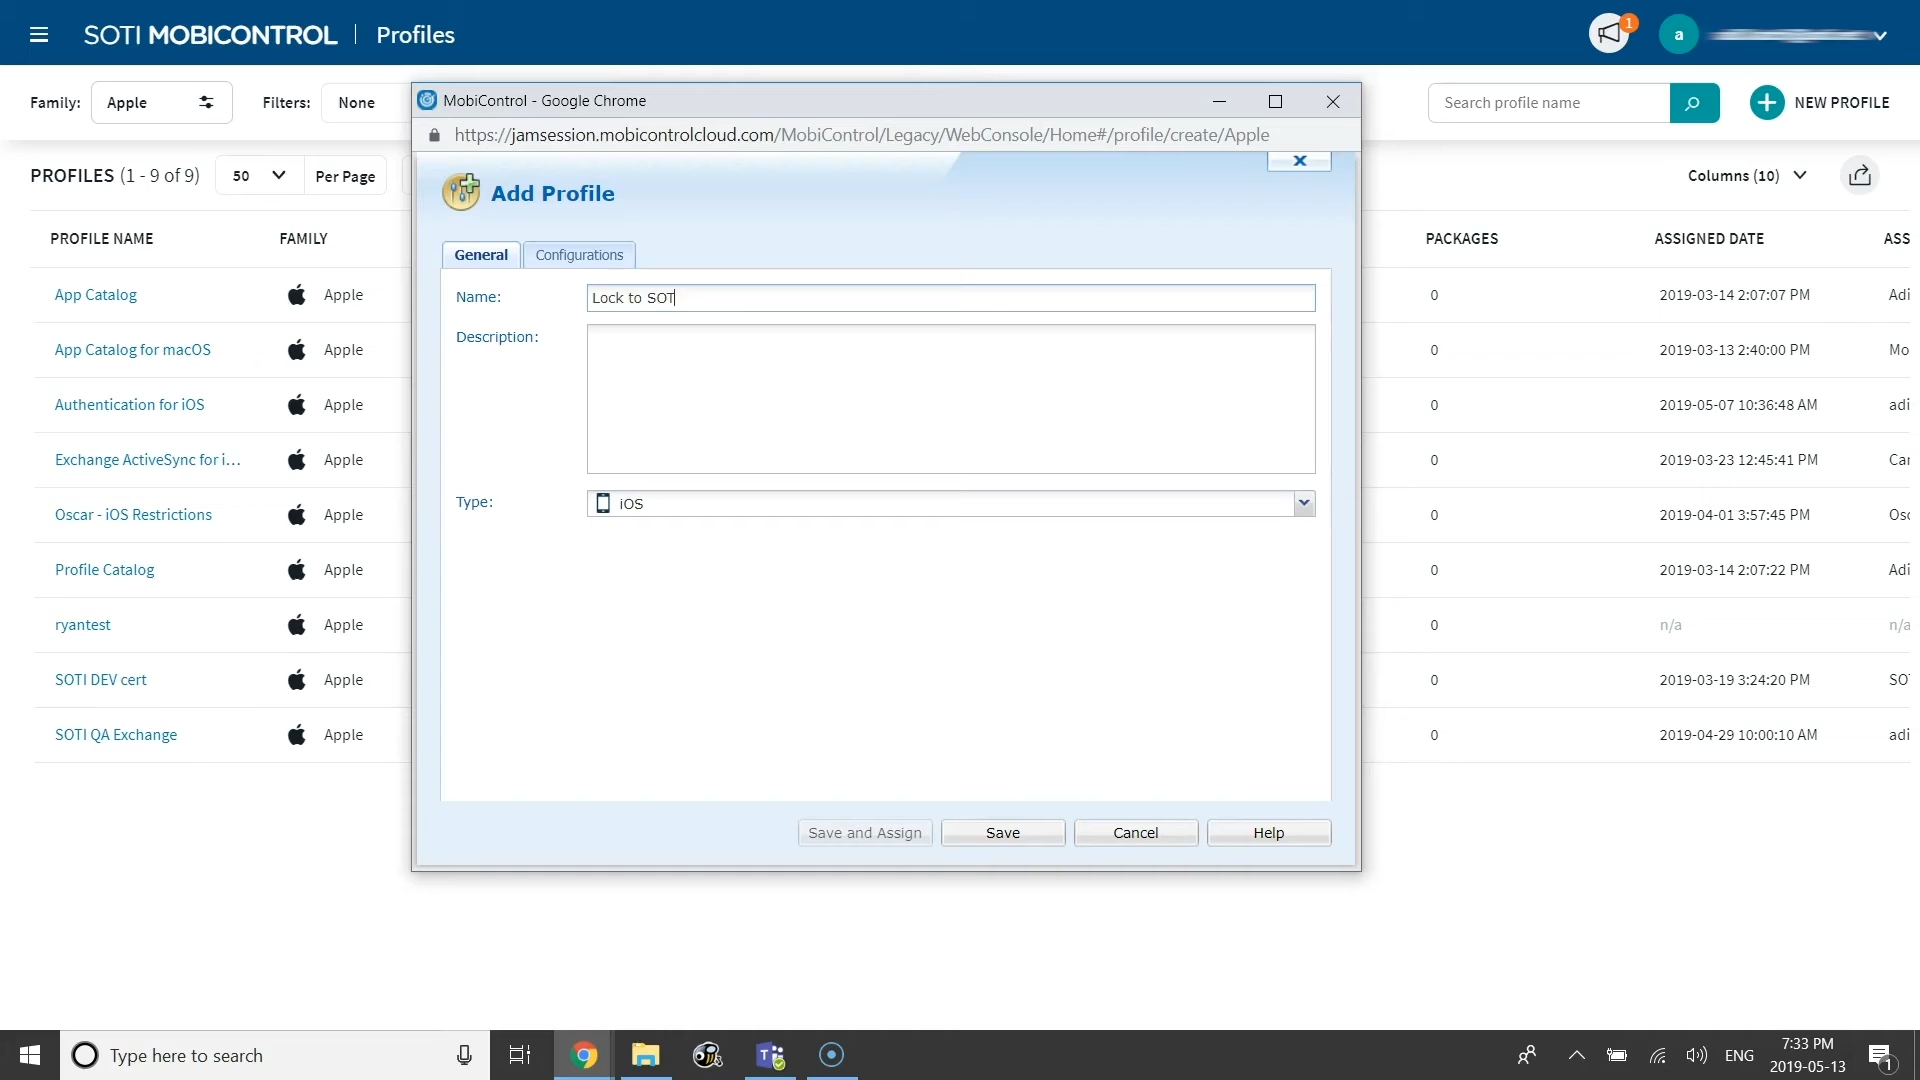 SOTI MOBICONTROL | Profiles
1
a
Family:
Apple
Filters:
None
Search profile name
NEW PROFILE
PROFILES (1 - 9 of 9)
50
Per Page
Columns (10)
PROFILE NAME
FAMILY
PACKAGES
ASSIGNED DATE
ASS
App Catalog
Apple
0
2019-03-14 2:07:07 PM
Adi
App Catalog for macOS
Apple
0
2019-03-13 2:40:00 PM
Mo
Authentication for iOS
Apple
0
2019-05-07 10:36:48 AM
adi
Exchange ActiveSync for i...
Apple
0
2019-03-23 12:45:41 PM
Car
Oscar - iOS Restrictions
Apple
0
2019-04-01 3:57:45 PM
Osc
Profile Catalog
Apple
0
2019-03-14 2:07:22 PM
Adi
ryantest
Apple
0
n/a
n/a
SOTI DEV cert
Apple
0
2019-03-19 3:24:20 PM
SOT
SOTI QA Exchange
Apple
0
2019-04-29 10:00:10 AM
adi
MobiControl - Google Chrome
https://jamsession.mobicontrolcloud.com/MobiControl/Legacy/WebConsole/Home#/profile/create/Apple
Add Profile
General
Configurations
Name:
Lock to SOT
Description:
Type:
iOS
Save and Assign
Save
Cancel
Help
Type here to search
ENG
7:33 PM
2019-05-13
1